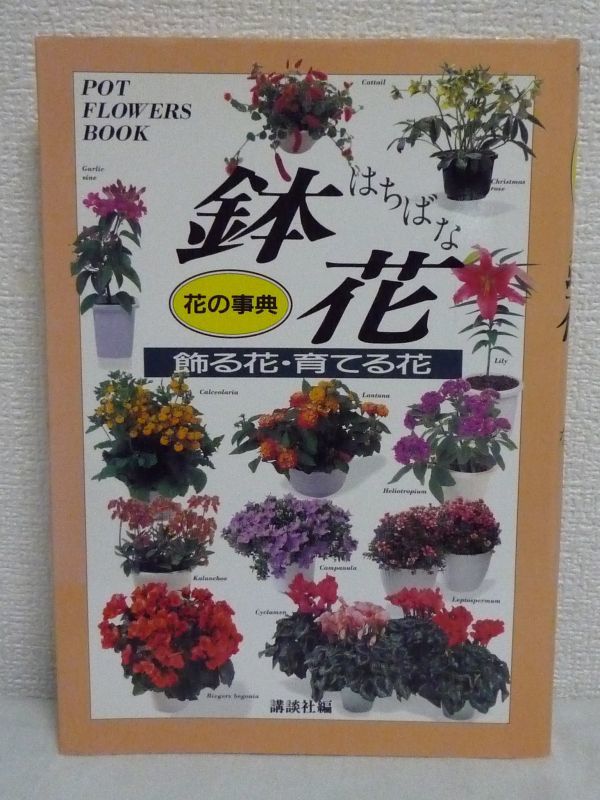 POT
FLOWERS
BOOK
Cattail
Christmas
rose
Garlic
vine
鉢花
はちばな
花の事典
飾る花・育てる花
Lily
Calceolaria
Lantana
Heliotropium
Kalanchoe
Campanula
Leptospermum
Cyclamen
Riegers begonia
講談社編